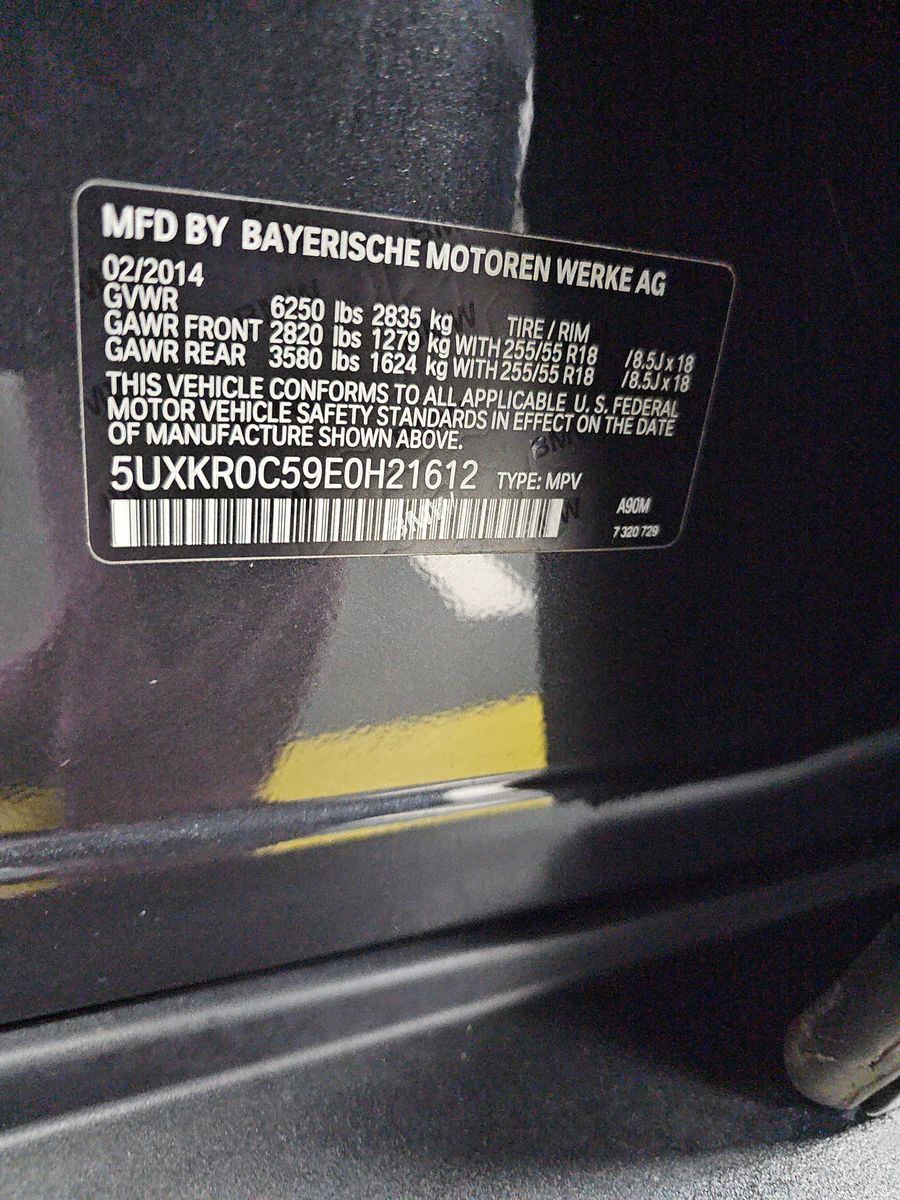 MFD BY BAYERISCHE MOTOREN WERKE AG
02/2014
GVWR 6250 lbs 2835 kg TIRE / RIM
GAWR FRONT 2820 lbs 1279 kg WITH 255/55 R18 /8.5J x 18
GAWR REAR 3580 lbs 1624 kg WITH 255/55 R18 /8.5J x 18
THIS VEHICLE CONFORMS TO ALL APPLICABLE U. S. FEDERAL
MOTOR VEHICLE SAFETY STANDARDS IN EFFECT ON THE DATE
OF MANUFACTURE SHOWN ABOVE.
5UXKR0C59E0H21612 TYPE: MPV
A90M
7 320 729